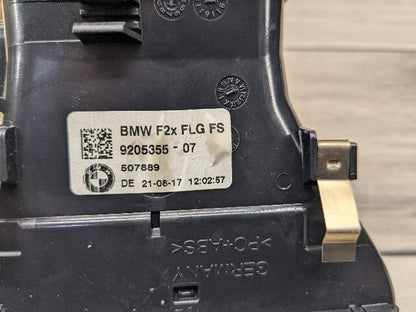 BMW F2x FLG FS
9205355 - 07
507889
DE 21-08-17 12:02:57
>PC+ABS<
GERMANY